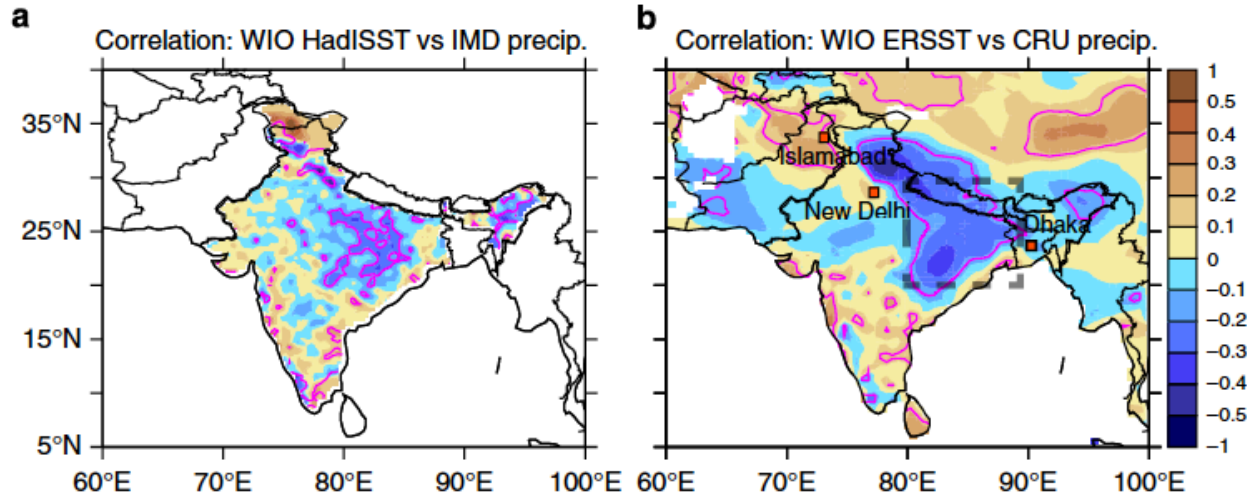 a
Correlation: WIO HadISST vs IMD precip.
35°N
25°N
15°N
5°N
60°E 70°E 80°E 90°E 100°E
b
Correlation: WIO ERSST vs CRU precip.
Islamabad
New Delhi
Dhaka
60°E 70°E 80°E 90°E 100°E
1
0.5
0.4
0.3
0.2
0.1
0
−0.1
−0.2
−0.3
−0.4
−0.5
−1